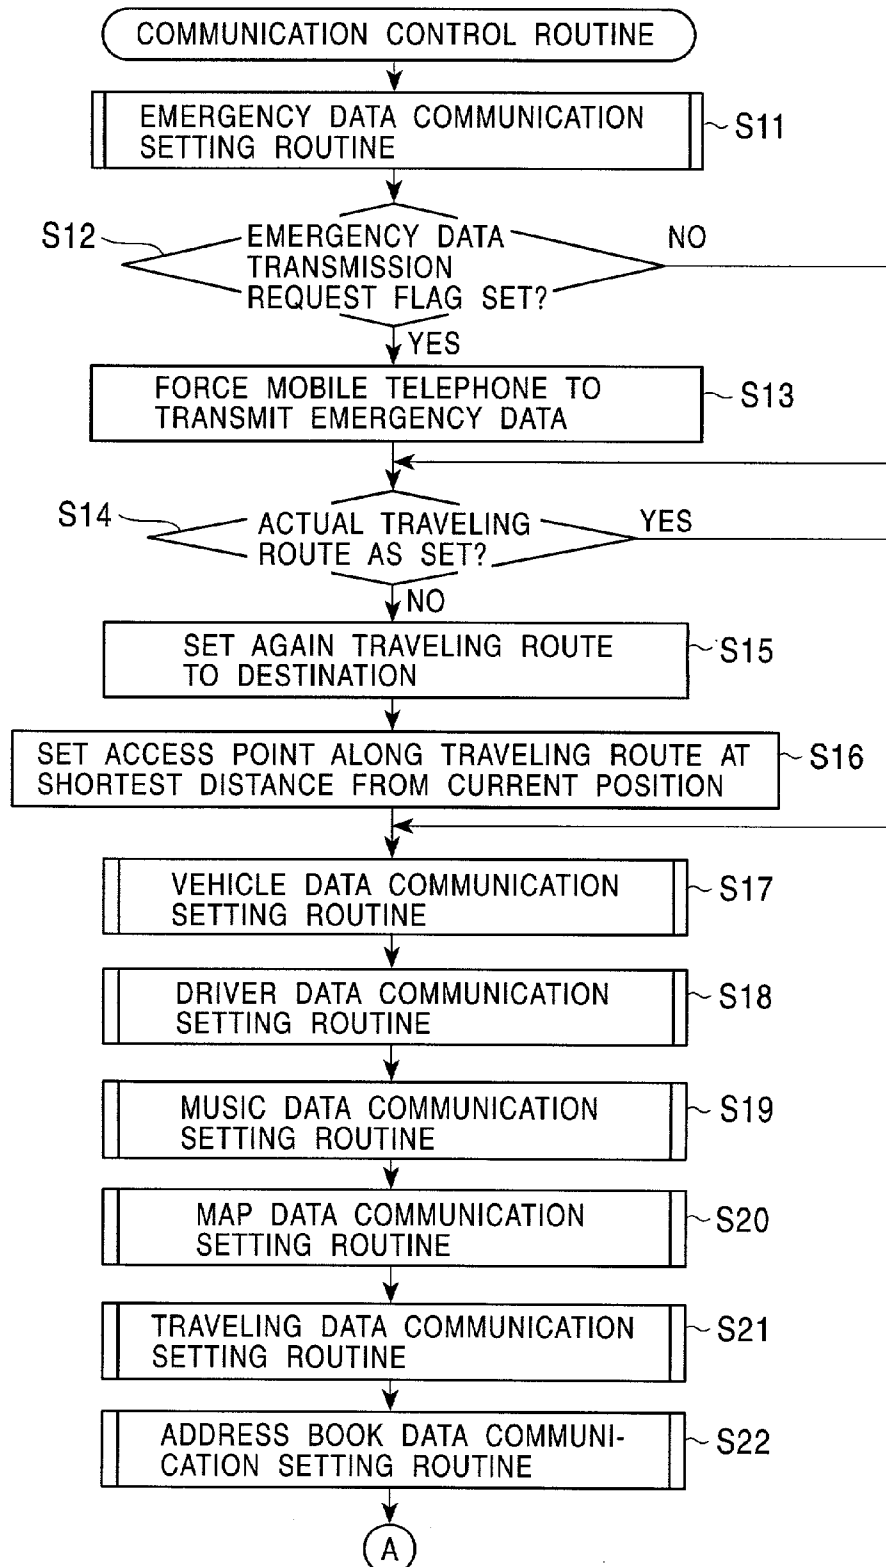 COMMUNICATION CONTROL ROUTINE
EMERGENCY DATA COMMUNICATION
SETTING ROUTINE
S11
S12
EMERGENCY DATA
TRANSMISSION
REQUEST FLAG SET?
NO
YES
FORCE MOBILE TELEPHONE TO
TRANSMIT EMERGENCY DATA
S13
S14
ACTUAL TRAVELING
ROUTE AS SET?
YES
NO
SET AGAIN TRAVELING ROUTE
TO DESTINATION
S15
SET ACCESS POINT ALONG TRAVELING ROUTE AT
SHORTEST DISTANCE FROM CURRENT POSITION
S16
VEHICLE DATA COMMUNICATION
SETTING ROUTINE
S17
DRIVER DATA COMMUNICATION
SETTING ROUTINE
S18
MUSIC DATA COMMUNICATION
SETTING ROUTINE
S19
MAP DATA COMMUNICATION
SETTING ROUTINE
S20
TRAVELING DATA COMMUNICATION
SETTING ROUTINE
S21
ADDRESS BOOK DATA COMMUNI-
CATION SETTING ROUTINE
S22
A